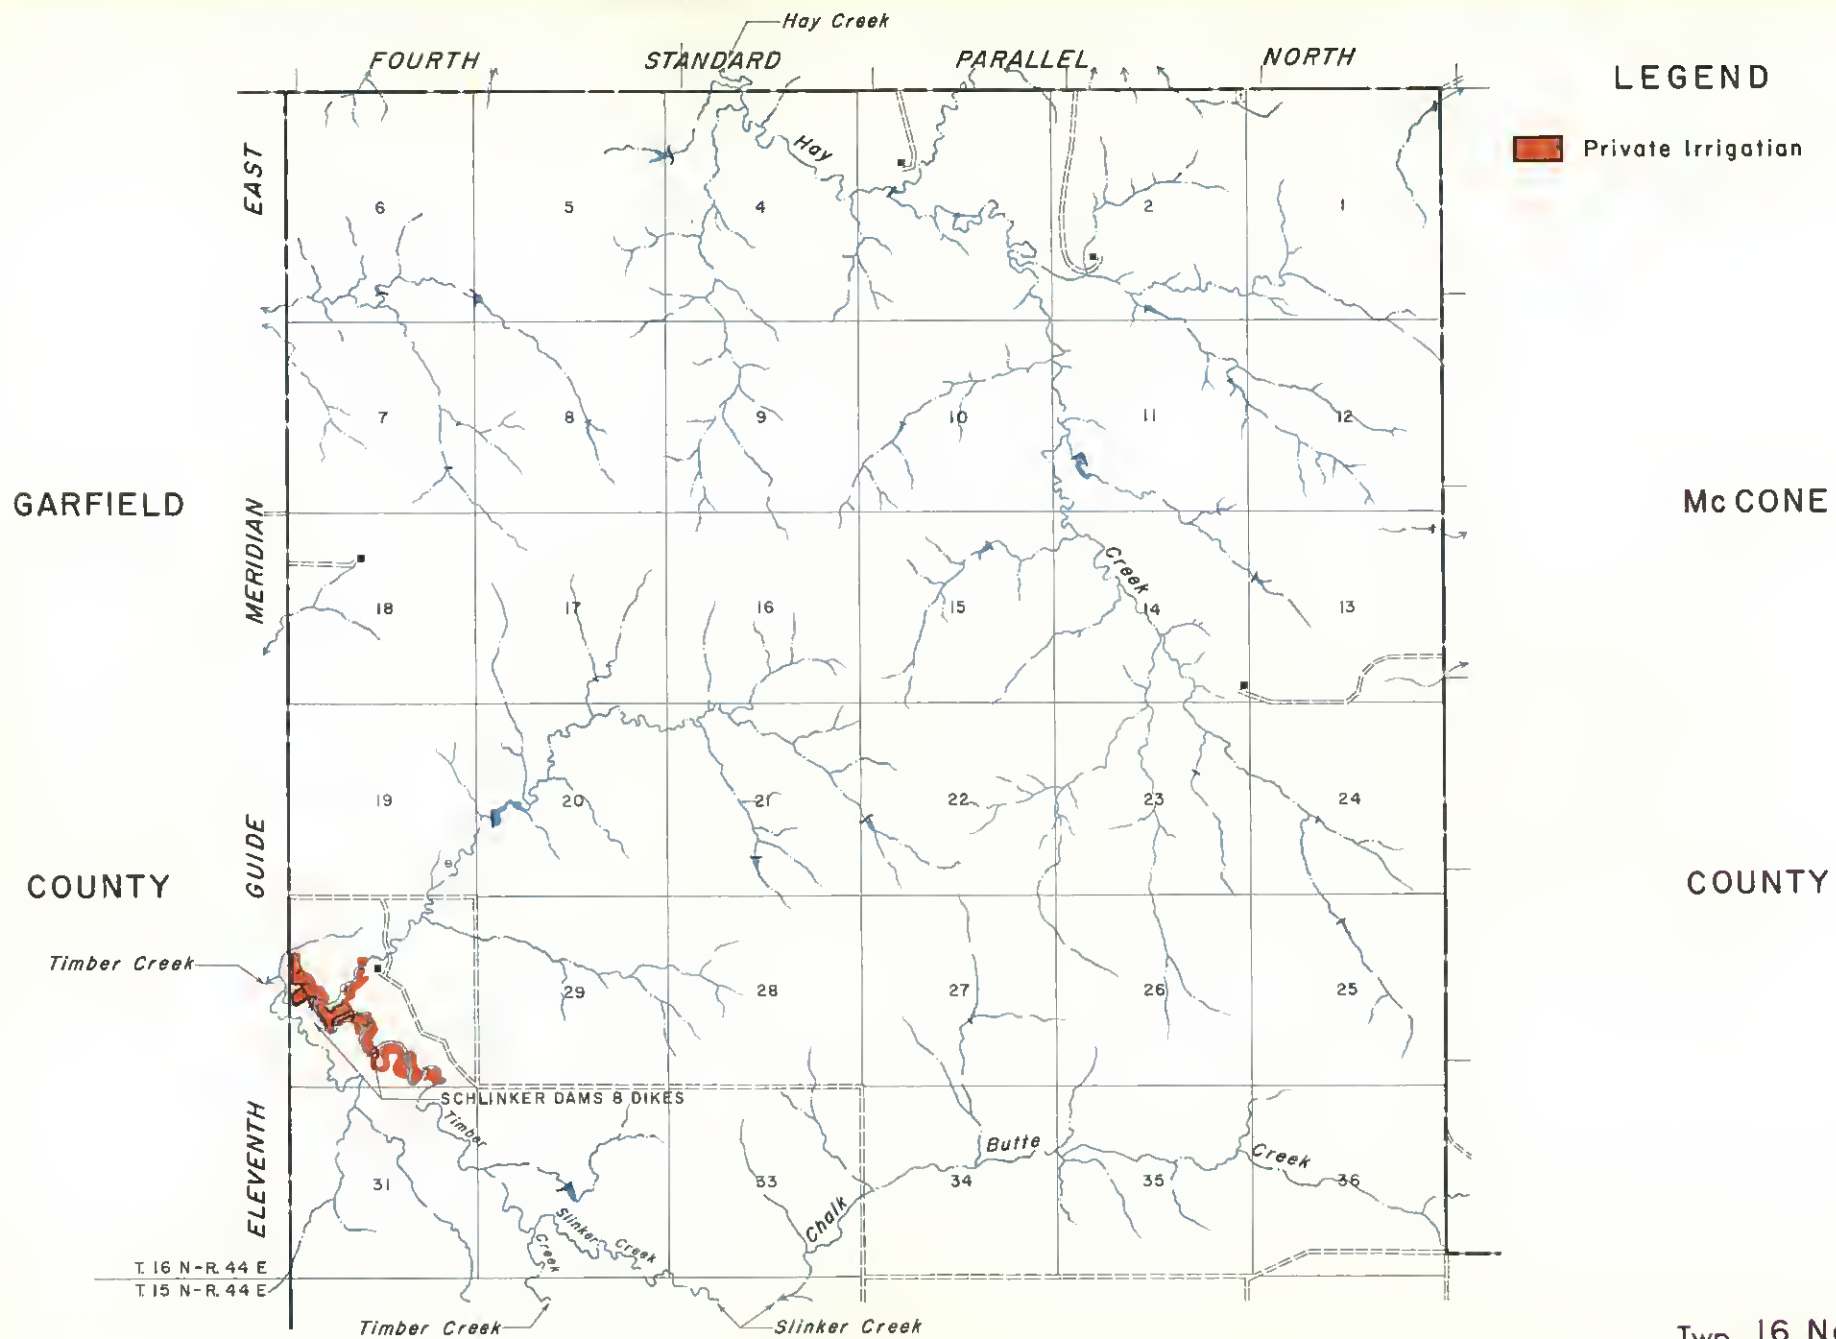 Hay Creek
FOURTH STANDARD PARALLEL NORTH
LEGEND
Private Irrigation
EAST
Hay
6 5 4 2 1
7 8 9 10 11 12
GARFIELD
MERIDIAN
McCONE
Creek
18 17 16 15 14 13
19 20 21 22 23 24
GUIDE
COUNTY
COUNTY
Timber Creek
29 28 27 26 25
SCHLINKER DAMS 8 DIKES
Timber
ELEVENTH
Butte
Creek
31 33 34 35 36
Chalk
Slinker Creek
Creek
T. 16 N-R. 44 E
T. 15 N-R. 44 E
Timber Creek
Slinker Creek